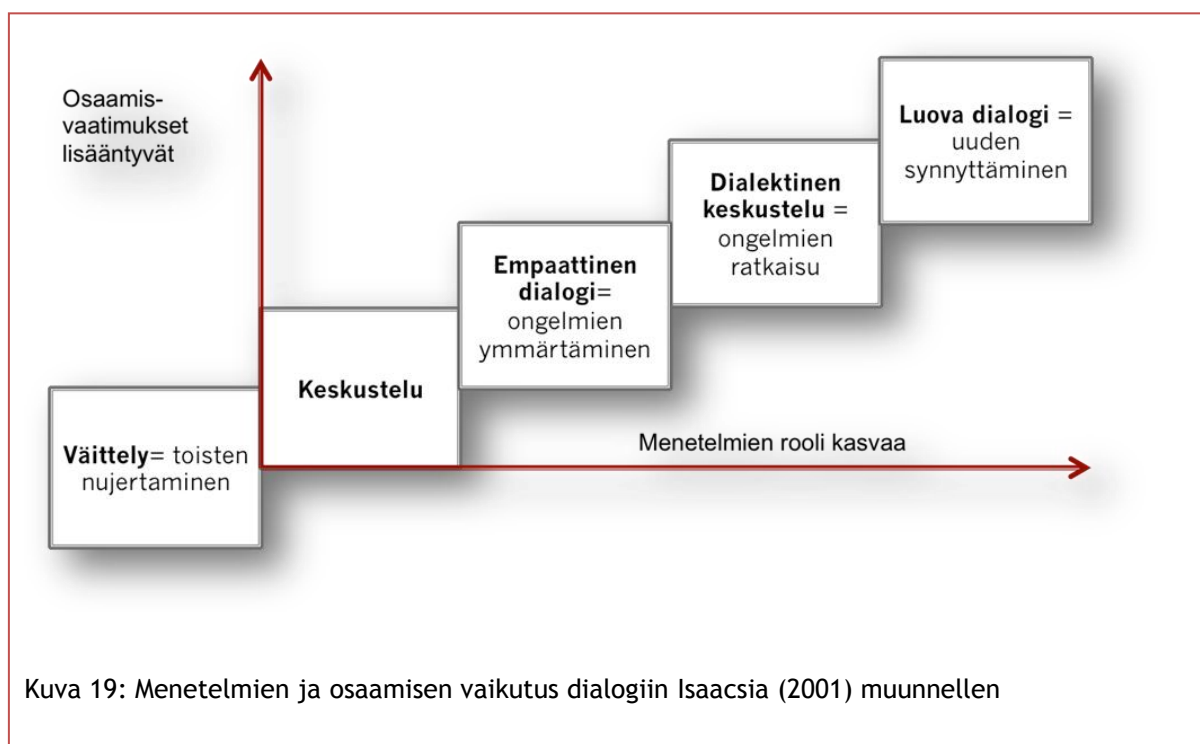 Osaamis-
vaatimukset
lisääntyvät
Luova dialogi =
uuden
synnyttäminen
Dialektinen
keskustelu =
ongelmien
ratkaisu
Empaattinen
dialogi=
ongelmien
ymmärtäminen
Keskustelu
Väittely= toisten
nujertaminen
Menetelmien rooli kasvaa
Kuva 19: Menetelmien ja osaamisen vaikutus dialogiin Isaacsia (2001) muunnellen